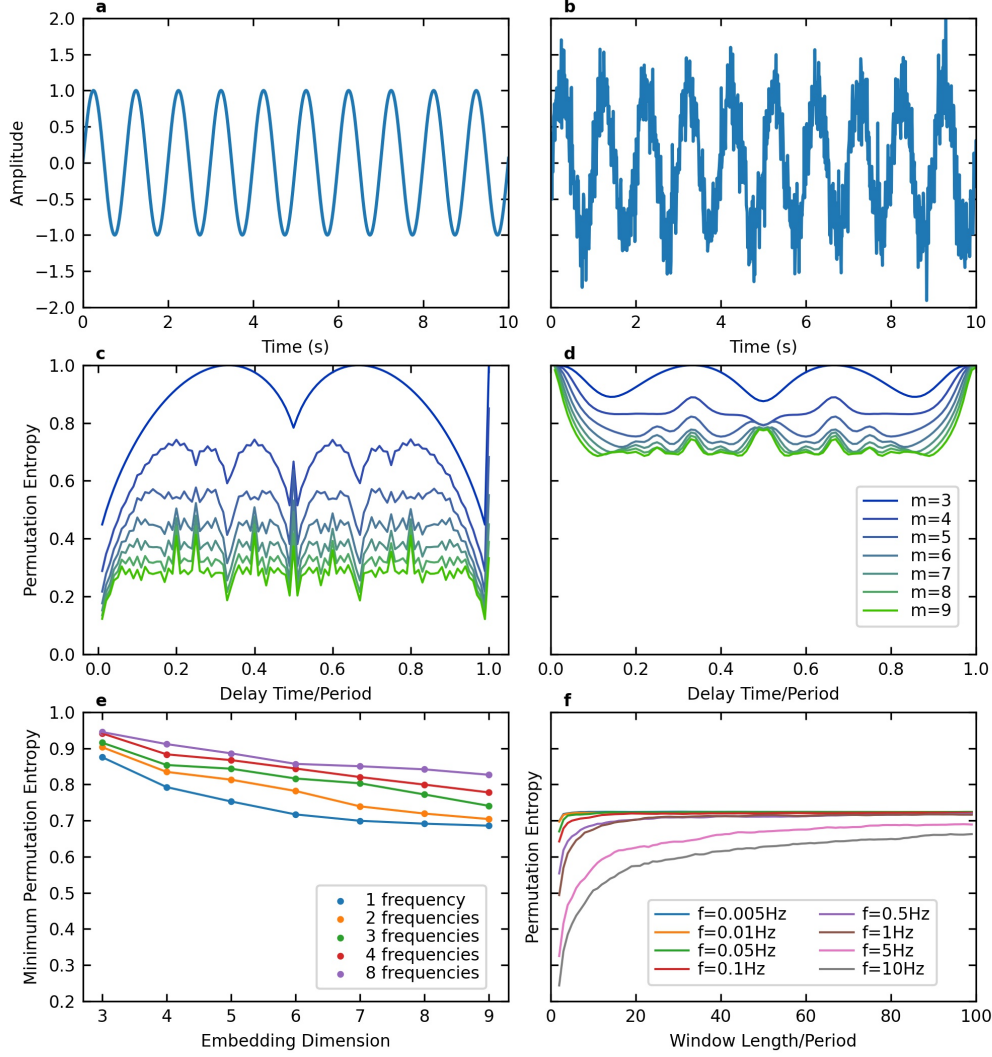 a
b
2.0
1.5
1.0
0.5
0.0
−0.5
−1.0
−1.5
−2.0
Amplitude
0 2 4 6 8 10
Time (s)
0 2 4 6 8 10
Time (s)
c
d
1.0
0.8
0.6
0.4
0.2
0.0
Permutation Entropy
0.0 0.2 0.4 0.6 0.8 1.0
Delay Time/Period
m=3
m=4
m=5
m=6
m=7
m=8
m=9
0.0 0.2 0.4 0.6 0.8 1.0
Delay Time/Period
e
f
1.0
0.9
0.8
0.7
0.6
0.5
0.4
0.3
0.2
Minimum Permutation Entropy
1 frequency
2 frequencies
3 frequencies
4 frequencies
8 frequencies
3 4 5 6 7 8 9
Embedding Dimension
Permutation Entropy
f=0.005Hz
f=0.01Hz
f=0.05Hz
f=0.1Hz
f=0.5Hz
f=1Hz
f=5Hz
f=10Hz
0 20 40 60 80 100
Window Length/Period